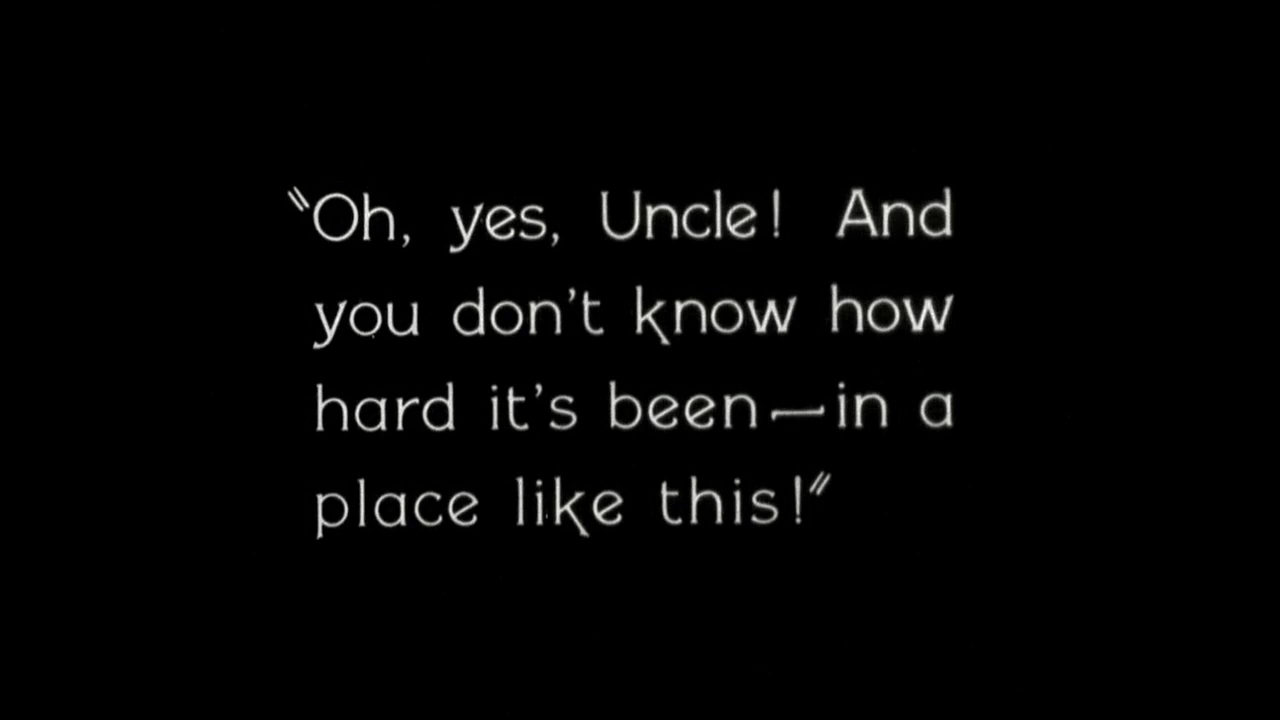 "Oh, yes, Uncle! And
you don't know how
hard it's been—in a
place like this!"